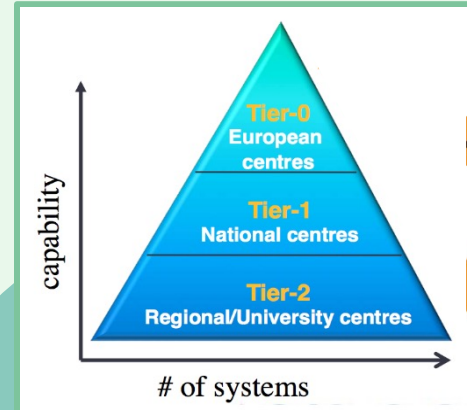 Tier-0
European
centres
Tier-1
National centres
Tier-2
Regional/University centres
capability
# of systems